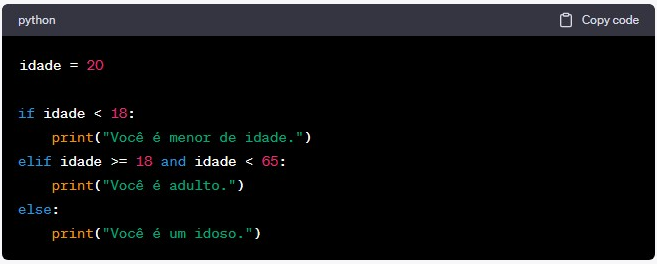 python Copy code
idade = 20
if idade < 18:
    print("Você é menor de idade.")
elif idade >= 18 and idade < 65:
    print("Você é adulto.")
else:
    print("Você é um idoso.")